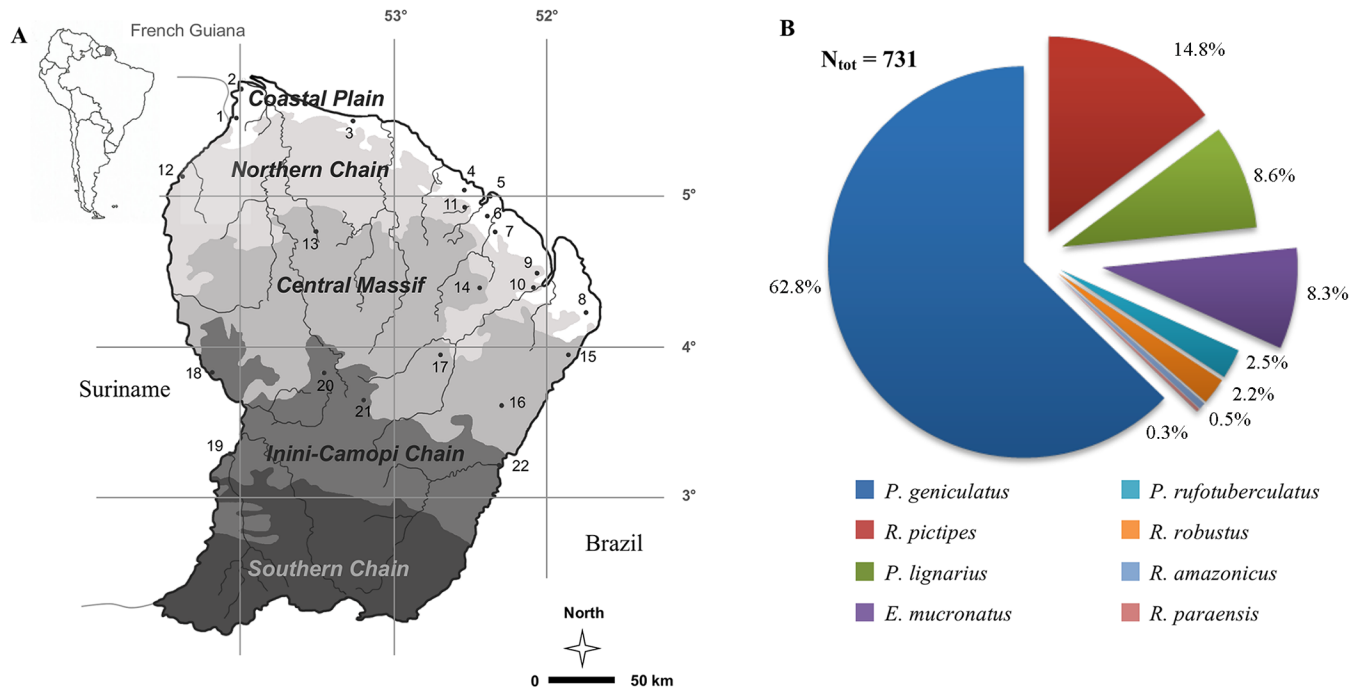 A
French Guiana
53°
52°
2
Coastal Plain
1
3
12
Northern Chain
4
5
5°
11
6
13
7
9
Central Massif
14
10
8
4°
17
15
18
20
Suriname
21
16
19
Inini-Camopi Chain
22
3°
Brazil
Southern Chain
North
0 50 km
B
Ntot = 731
14.8%
8.6%
62.8%
8.3%
2.5%
2.2%
0.5%
0.3%
P. geniculatus
R. pictipes
P. lignarius
E. mucronatus
P. rufotuberculatus
R. robustus
R. amazonicus
R. paraensis